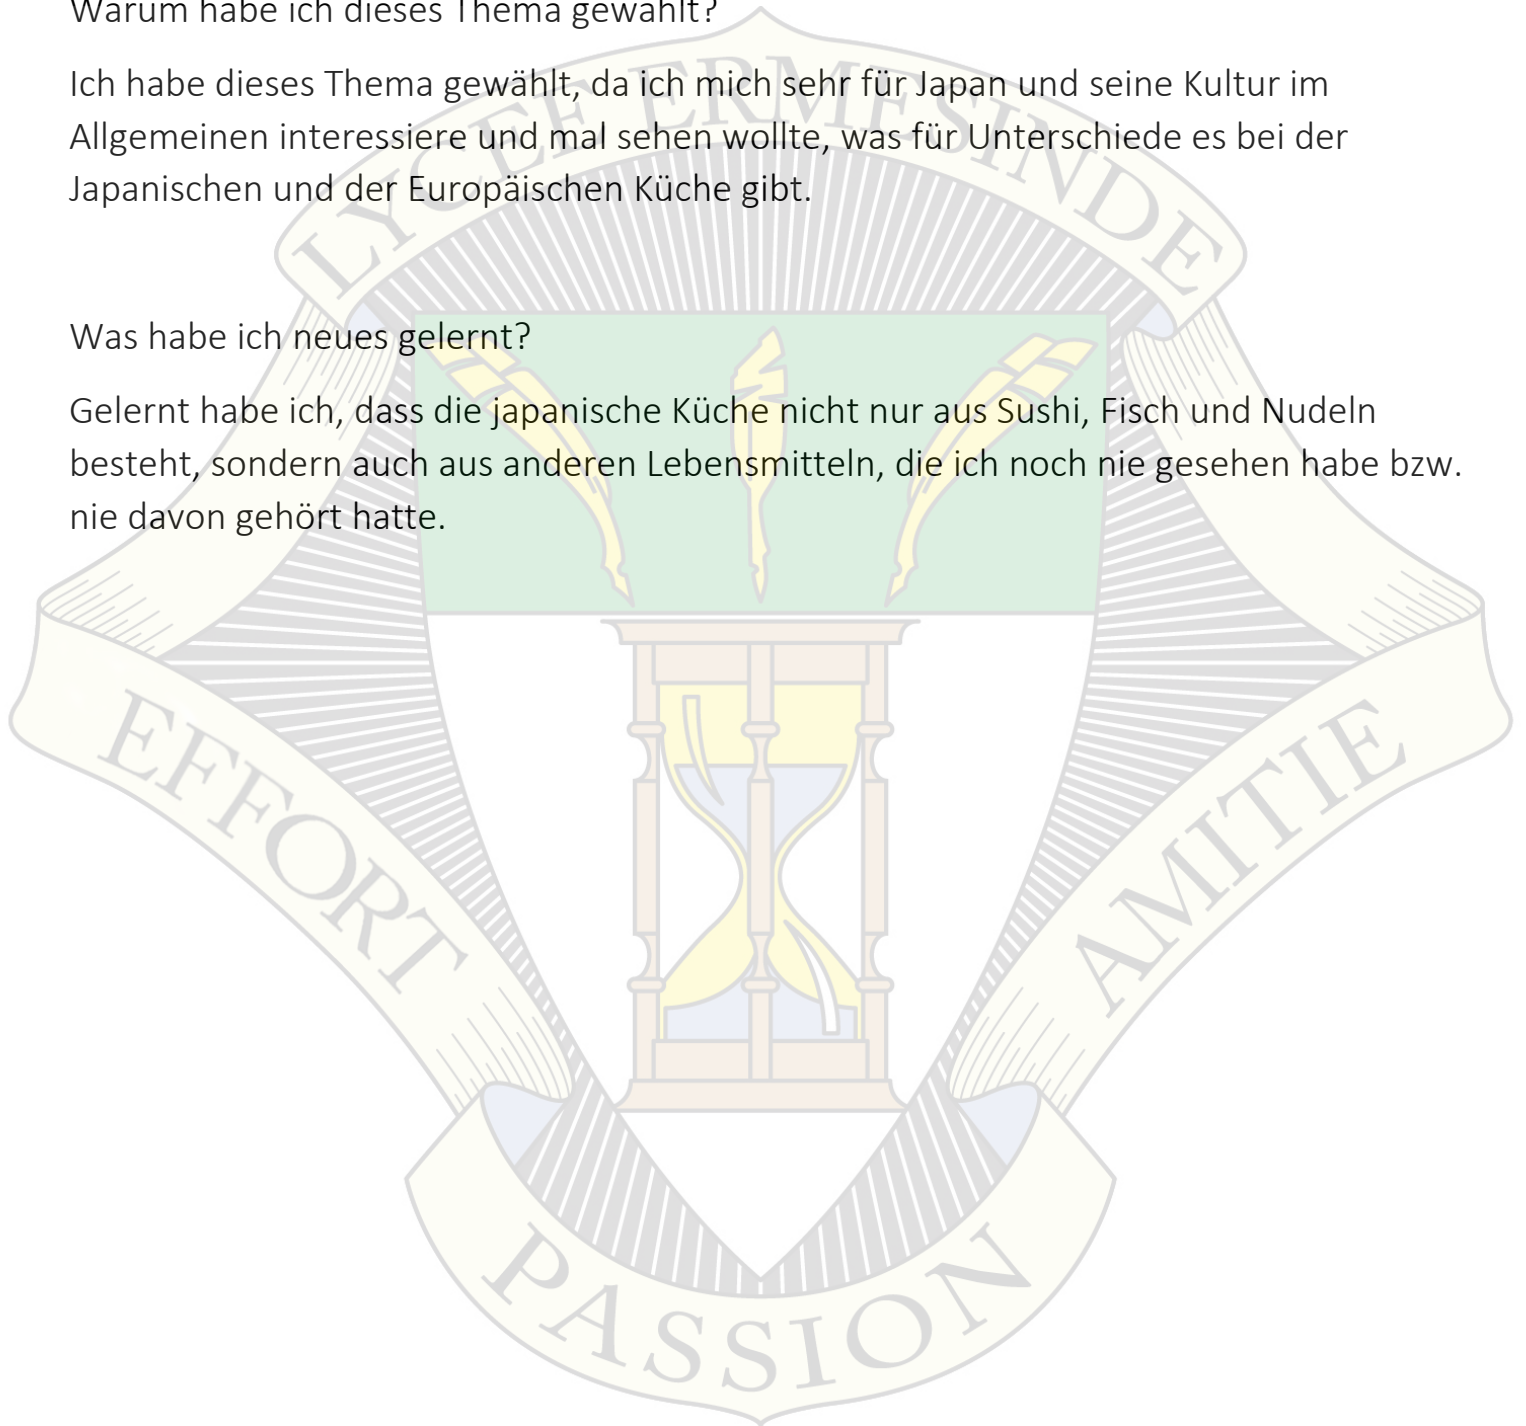 Warum habe ich dieses Thema gewählt?
Ich habe dieses Thema gewählt, da ich mich sehr für Japan und seine Kultur im
Allgemeinen interessiere und mal sehen wollte, was für Unterschiede es bei der
Japanischen und der Europäischen Küche gibt.
LYCEE ERMESINDE
Was habe ich neues gelernt?
Gelernt habe ich, dass die japanische Küche nicht nur aus Sushi, Fisch und Nudeln
besteht, sondern auch aus anderen Lebensmitteln, die ich noch nie gesehen habe bzw.
nie davon gehört hatte.
EFFORT
AMITIE
PASSION